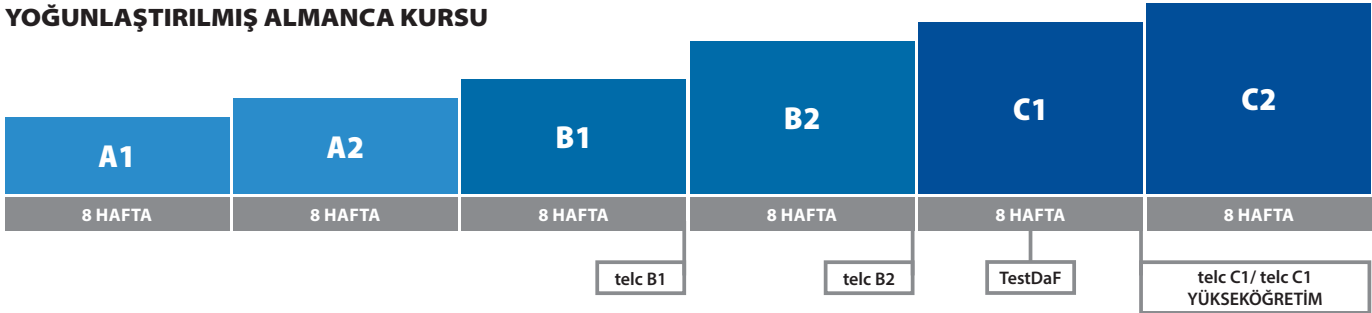 YOĞUNLAŞTIRILMIŞ ALMANCA KURSU
A1
A2
B1
B2
C1
C2
8 HAFTA
8 HAFTA
8 HAFTA
8 HAFTA
8 HAFTA
8 HAFTA
telc B1
telc B2
TestDaF
telc C1/ telc C1
YÜKSEKÖĞRETİM